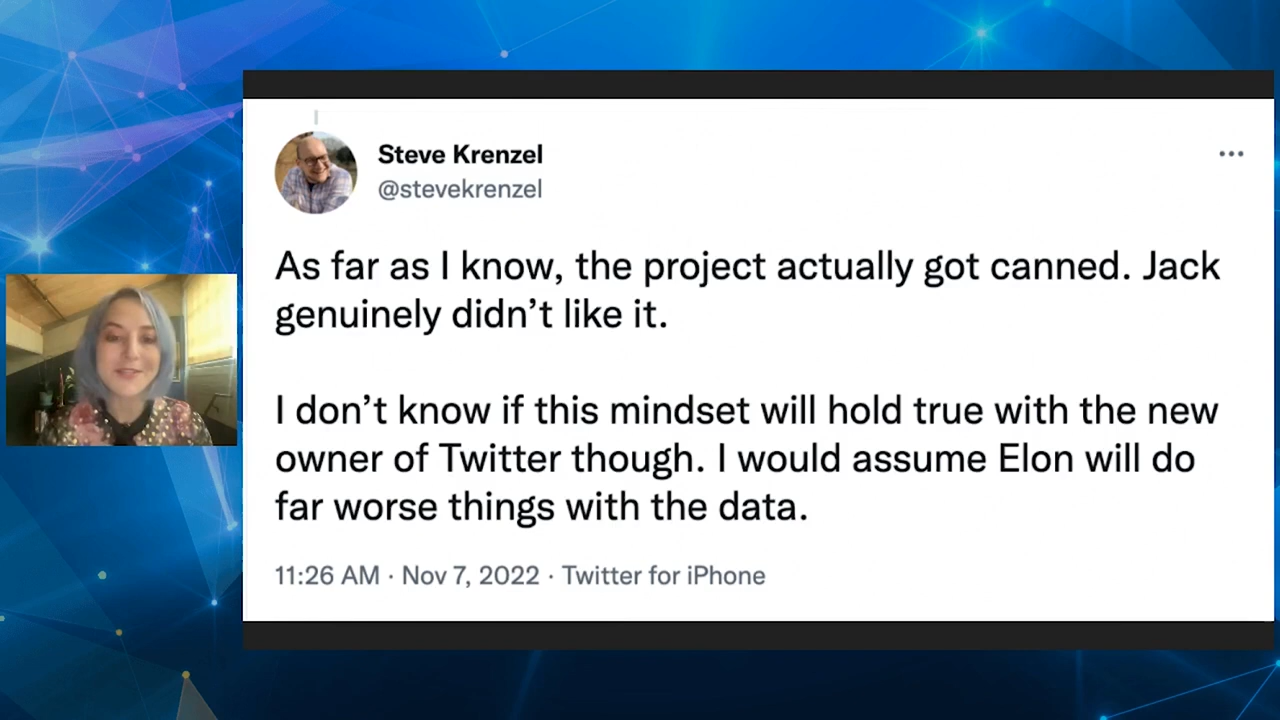 Steve Krenzel
@stevekrenzel
As far as I know, the project actually got canned. Jack
genuinely didn’t like it.
I don’t know if this mindset will hold true with the new
owner of Twitter though. I would assume Elon will do
far worse things with the data.
11:26 AM · Nov 7, 2022 · Twitter for iPhone